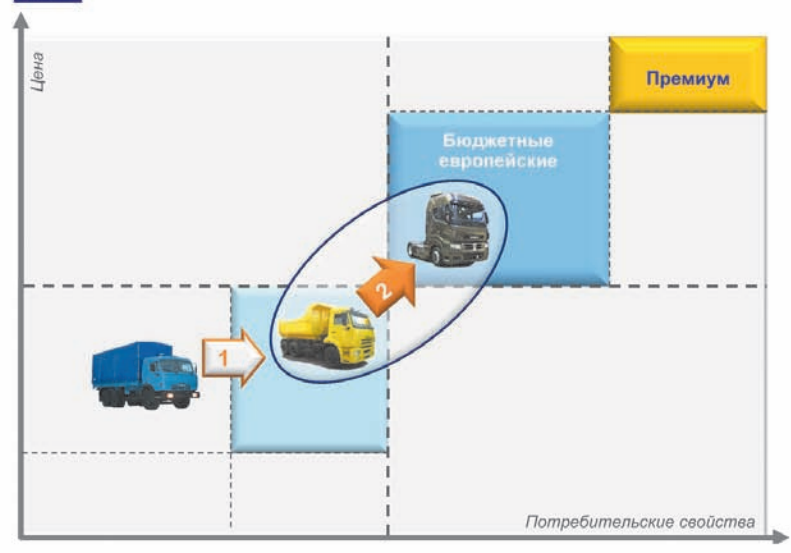 Цена
Премиум
Бюджетные
европейские
2
1
Потребительские свойства